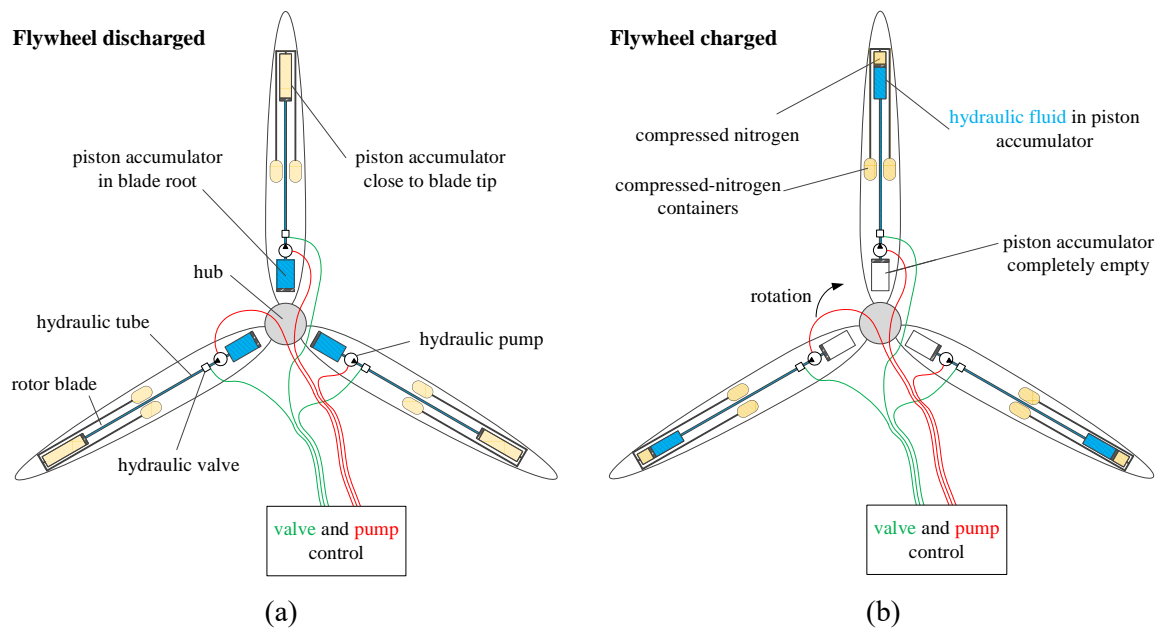 Flywheel discharged
piston accumulator
in blade root
piston accumulator
close to blade tip
hub
hydraulic tube
hydraulic pump
rotor blade
hydraulic valve
valve and pump
control
(a)
Flywheel charged
compressed nitrogen
hydraulic fluid in piston
accumulator
compressed-nitrogen
containers
piston accumulator
completely empty
rotation
valve and pump
control
(b)